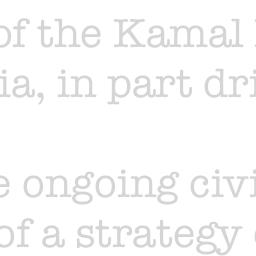 of the Kamal
ia, in part dri
e ongoing civi
of a strategy